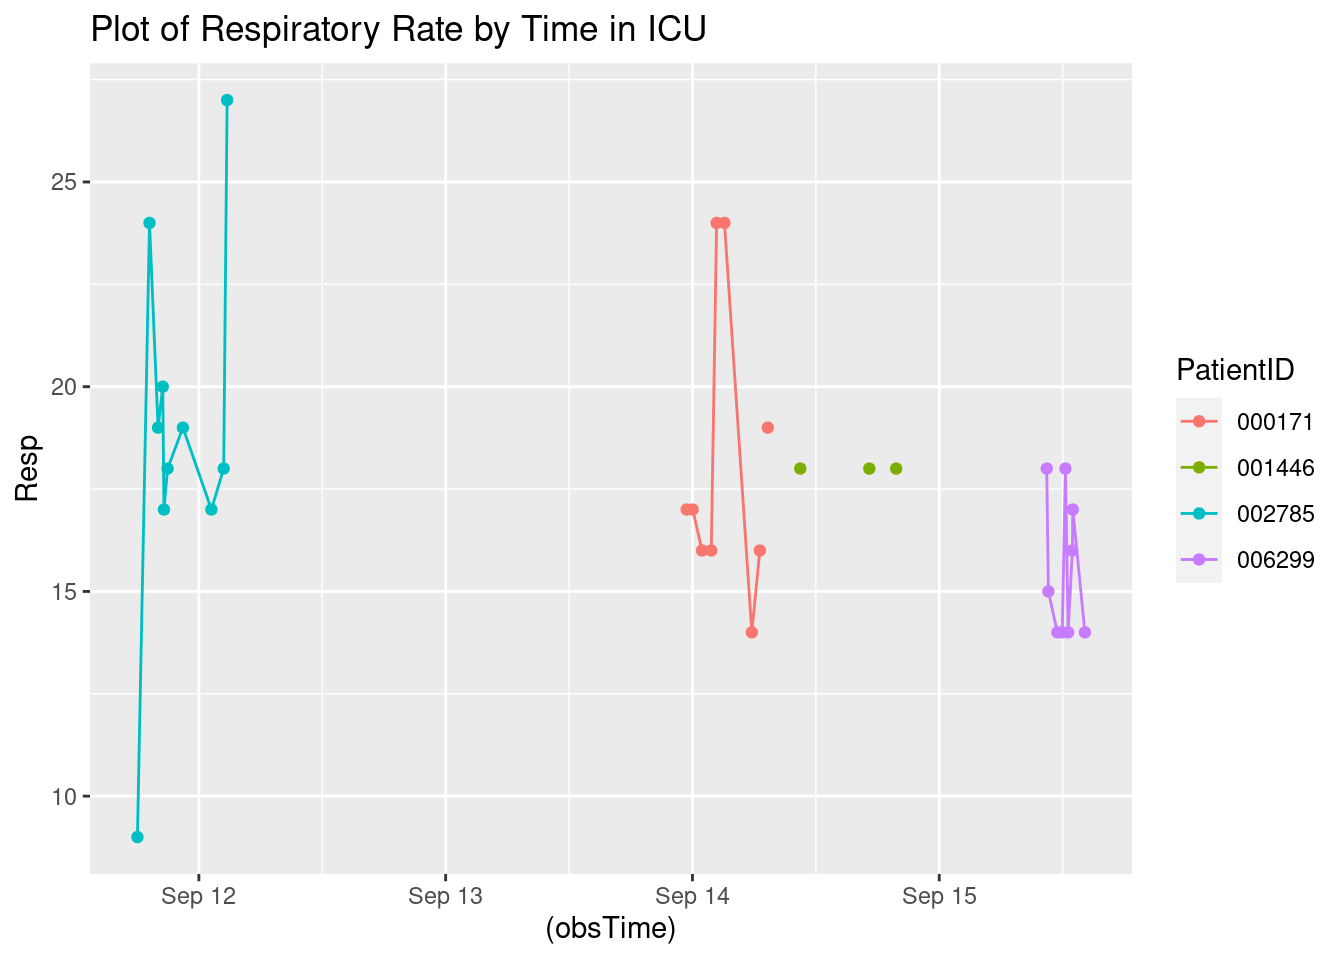 Plot of Respiratory Rate by Time in ICU
Resp
25
20
15
10
Sep 12
Sep 13
Sep 14
Sep 15
(obsTime)
PatientID
000171
001446
002785
006299